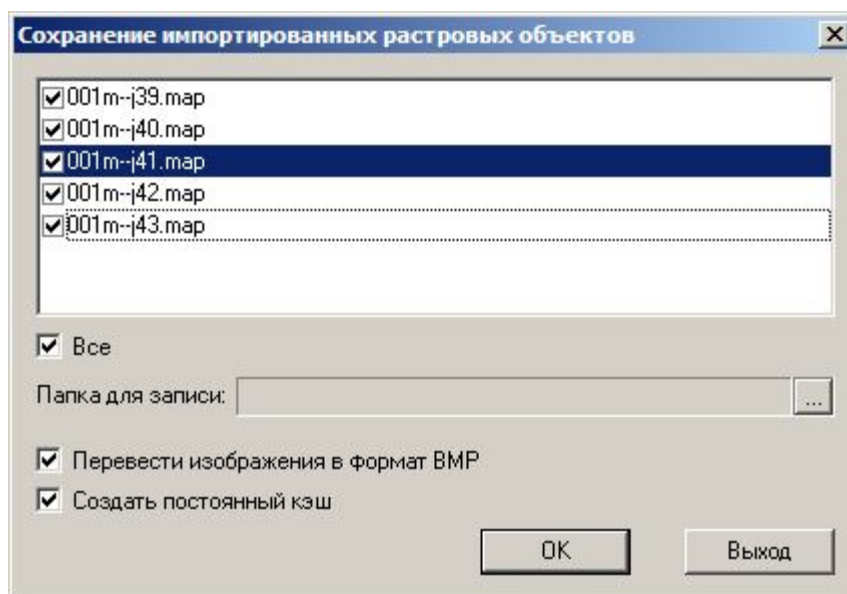 Сохранение импортированных растровых объектов
001m--j39.map
001m--j40.map
001m--j41.map
001m--j42.map
001m--j43.map
Все
Папка для записи: ...
Перевести изображения в формат BMP
Создать постоянный кэш
OK Выход